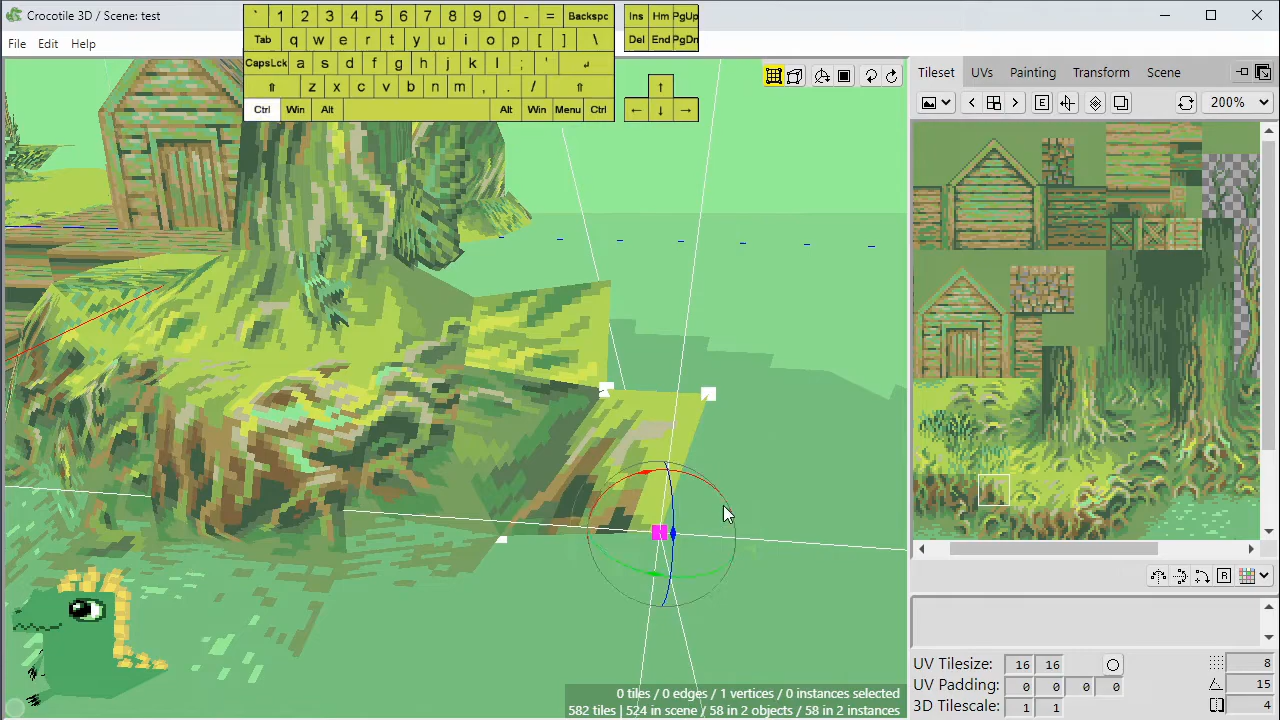 Crocotile 3D / Scene: test
File Edit Help
` 1 2 3 4 5 6 7 8 9 0 - = Backspc
Tab q w e r t y u i o p [ ] \
CapsLck a s d f g h j k l ; '
z x c v b n m , . /
Ctrl Win Alt Alt Win Menu Ctrl
Ins Hm PgUp
Del End PgDn
Tileset UVs Painting Transform Scene
E 200%
R
UV Tilesize: 16 16 8
UV Padding: 0 0 0 0 15
3D Tilescale: 1 1 4
0 tiles / 0 edges / 1 vertices / 0 instances selected
582 tiles | 524 in scene / 58 in 2 objects / 58 in 2 instances